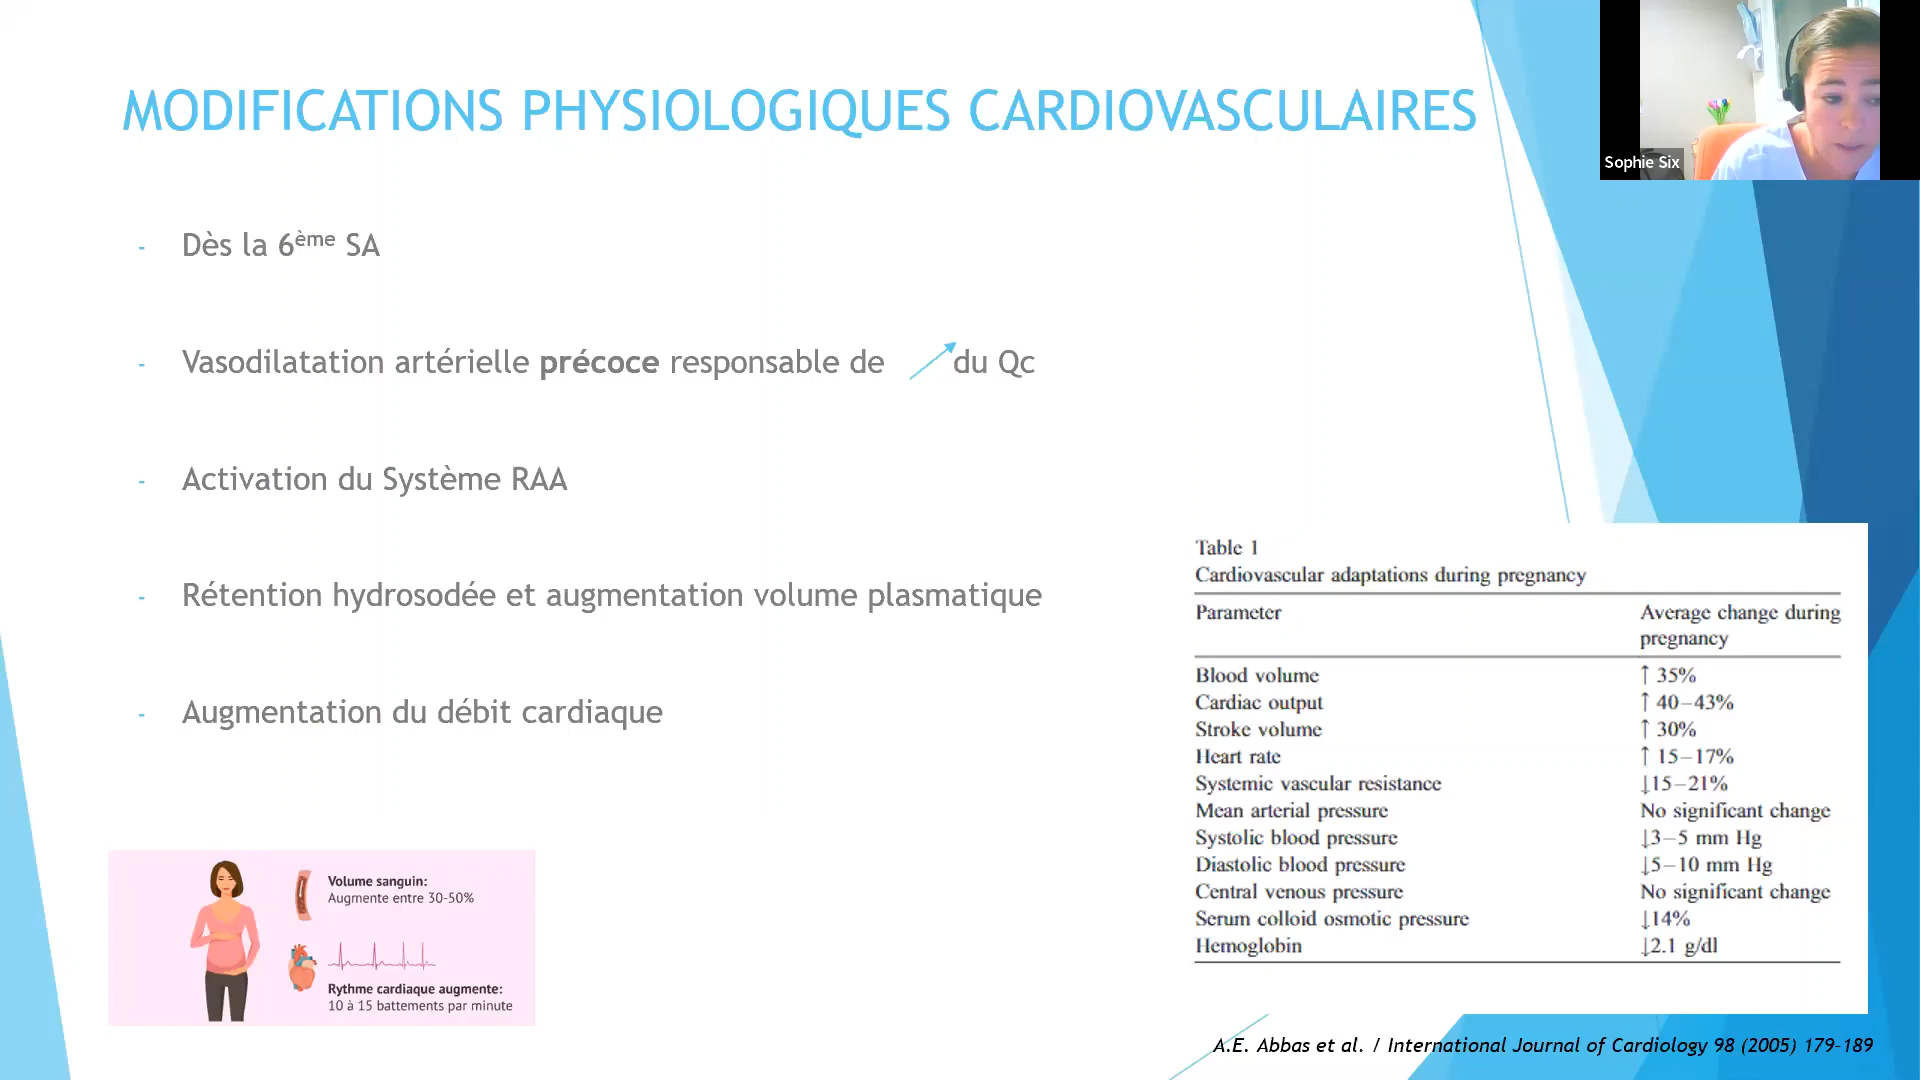 MODIFICATIONS PHYSIOLOGIQUES CARDIOVASCULAIRES
Sophie Six
- Dès la 6ème SA
- Vasodilatation artérielle précoce responsable de du Qc
- Activation du Système RAA
- Rétention hydrosodée et augmentation volume plasmatique
- Augmentation du débit cardiaque
Volume sanguin:
Augmente entre 30-50%
Rythme cardiaque augmente:
10 à 15 battements par minute
Table 1
Cardiovascular adaptations during pregnancy
Parameter Average change during
pregnancy
Blood volume ↑ 35%
Cardiac output ↑ 40–43%
Stroke volume ↑ 30%
Heart rate ↑ 15–17%
Systemic vascular resistance ↓15–21%
Mean arterial pressure No significant change
Systolic blood pressure ↓3–5 mm Hg
Diastolic blood pressure ↓5–10 mm Hg
Central venous pressure No significant change
Serum colloid osmotic pressure ↓14%
Hemoglobin ↓2.1 g/dl
A.E. Abbas et al. / International Journal of Cardiology 98 (2005) 179–189